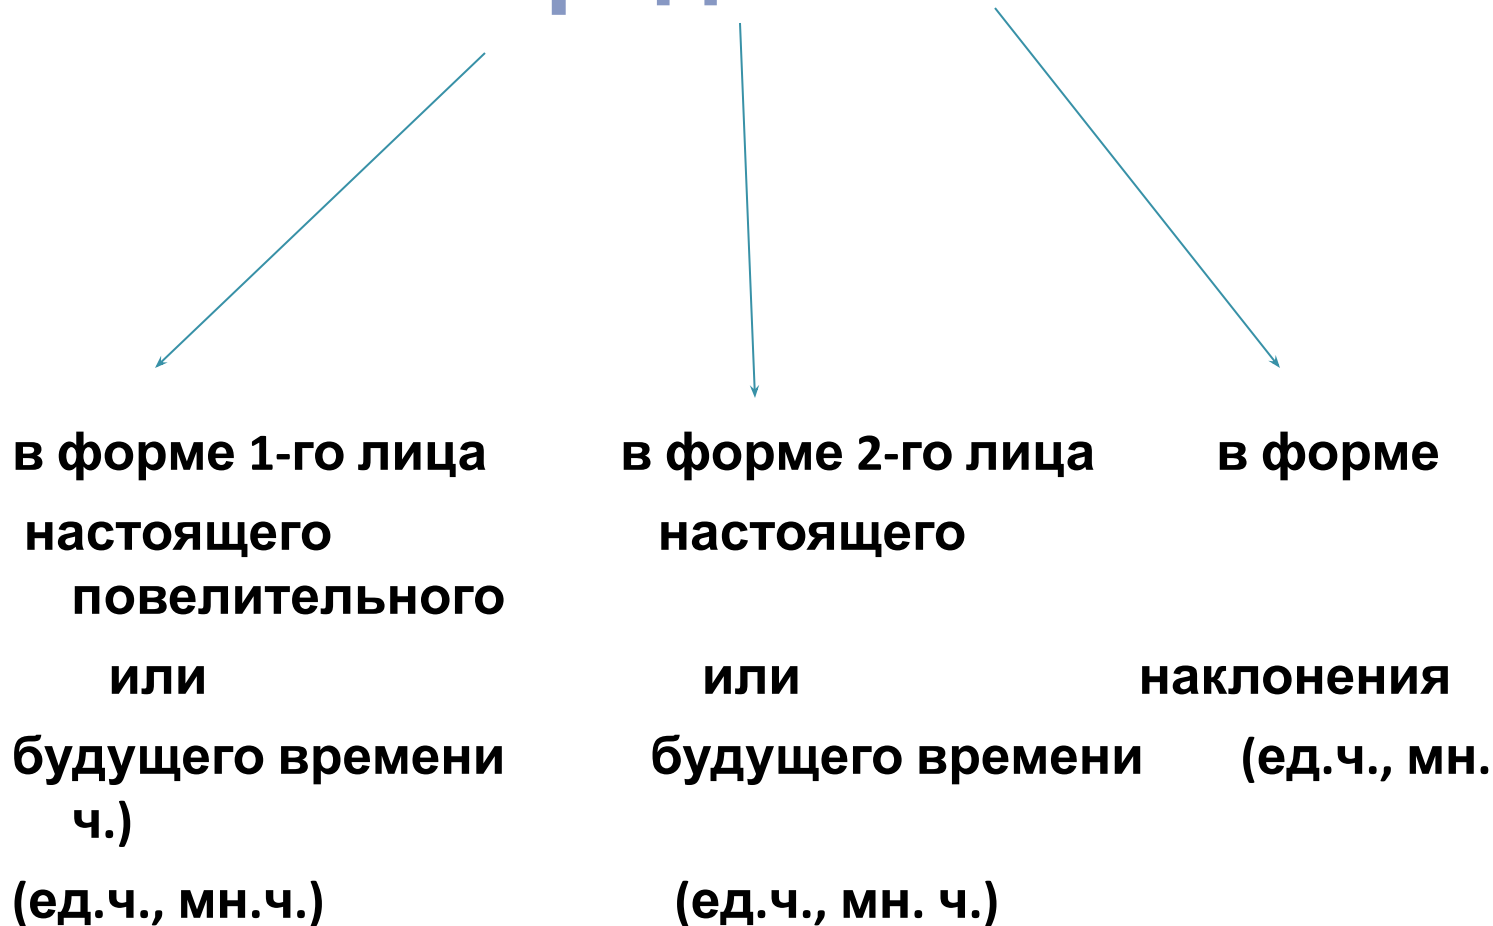 в форме 1-го лица в форме 2-го лица в форме
настоящего настоящего
повелительного
или или наклонения
будущего времени будущего времени (ед.ч., мн.
ч.)
(ед.ч., мн.ч.) (ед.ч., мн. ч.)